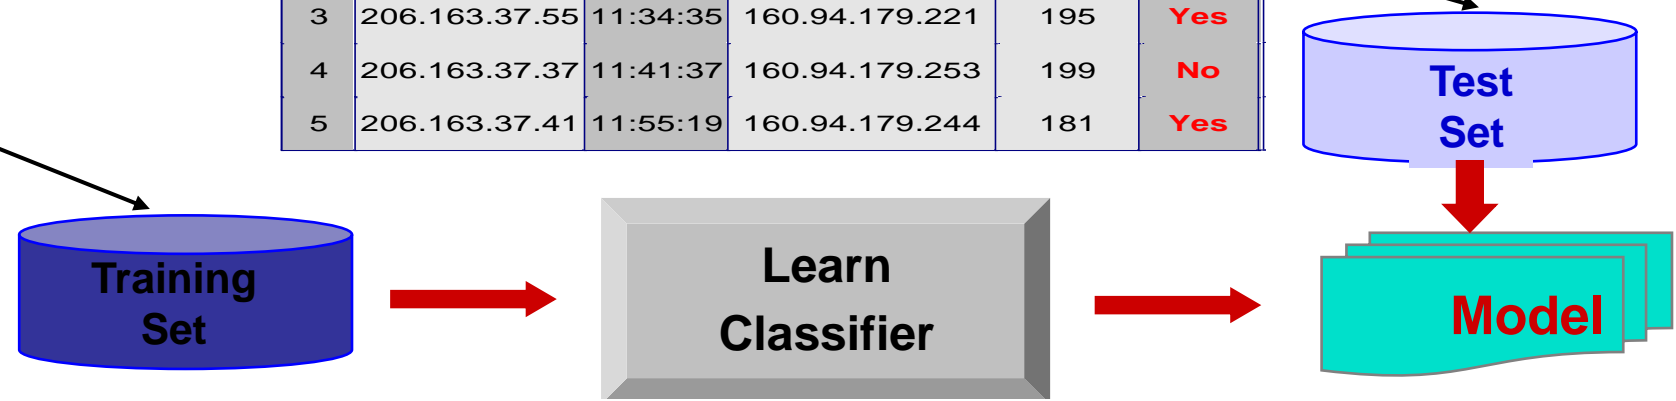 3 206.163.37.55 11:34:35 160.94.179.221 195 Yes
4 206.163.37.37 11:41:37 160.94.179.253 199 No
5 206.163.37.41 11:55:19 160.94.179.244 181 Yes
Test
Set
Training
Set
Learn
Classifier
Model